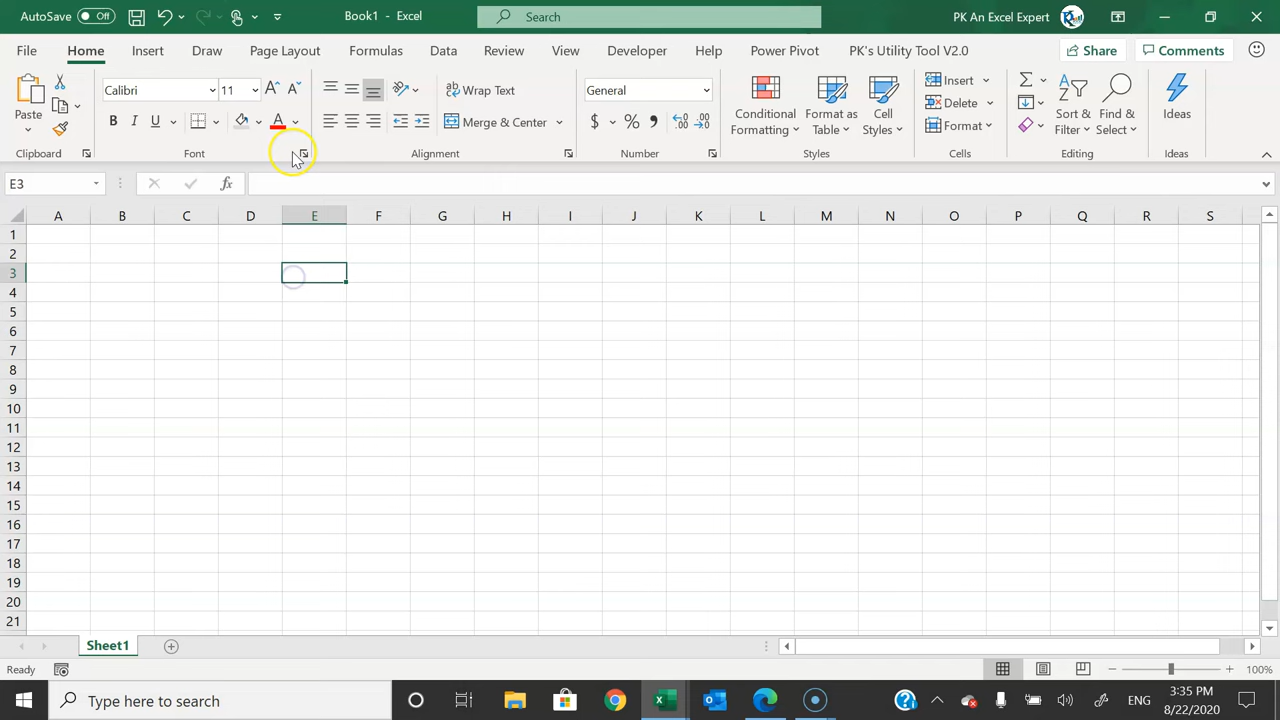 AutoSave Off Book1 - Excel Search PK An Excel Expert
File Home Insert Draw Page Layout Formulas Data Review View Developer Help Power Pivot PK's Utility Tool V2.0 Share Comments
Paste
Calibri 11
B I U A
Wrap Text
Merge & Center
General
$ % ,
Conditional Formatting
Format as Table
Cell Styles
Insert
Delete
Format
Sort & Filter
Find & Select
Ideas
Clipboard Font Alignment Number Styles Cells Editing Ideas
E3 fx
A B C D E F G H I J K L M N O P Q R S
1
2
3
4
5
6
7
8
9
10
11
12
13
14
15
16
17
18
19
20
21
Sheet1
Ready 100%
Type here to search ENG 3:35 PM
8/22/2020